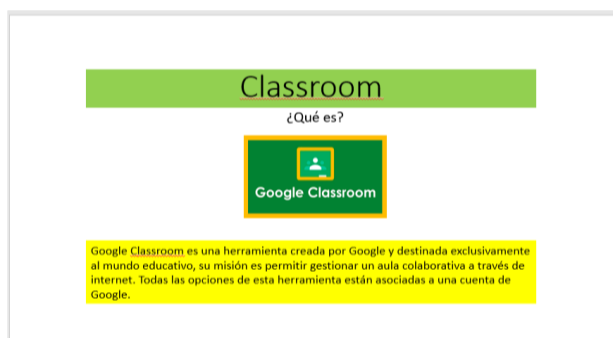 Classroom
¿Qué es?
Google Classroom
Google Classroom es una herramienta creada por Google y destinada exclusivamente
al mundo educativo, su misión es permitir gestionar un aula colaborativa a través de
internet. Todas las opciones de esta herramienta están asociadas a una cuenta de
Google.